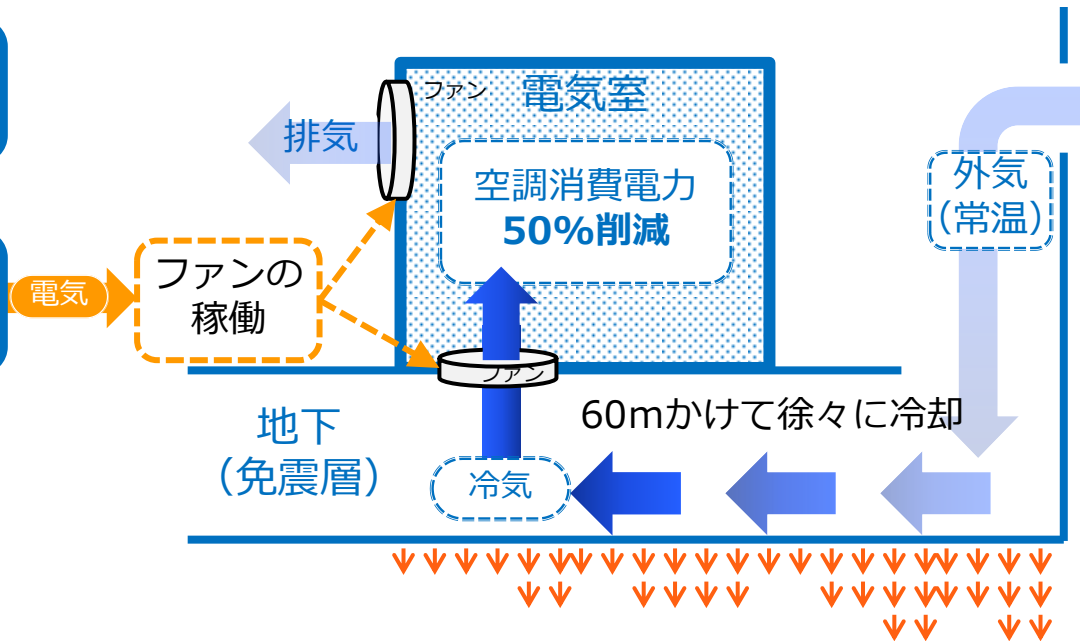 ファン
電気室
排気
空調消費電力
50%削減
外気
(常温)
電気
ファンの
稼働
ファン
地下
(免震層)
60mかけて徐々に冷却
冷気